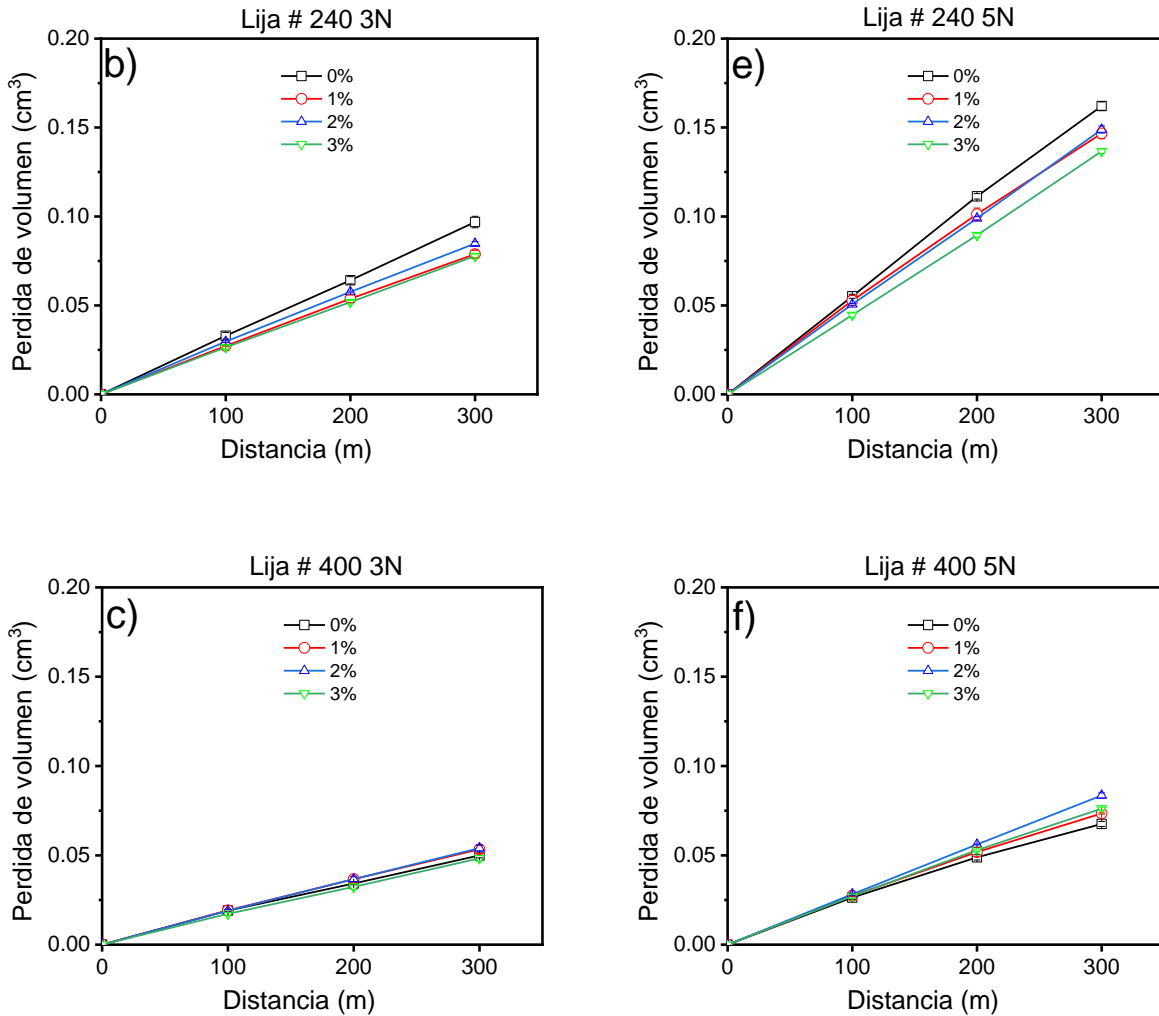 Lija # 240 3N
b)
0%
1%
2%
3%
0.20
0.15
0.10
0.05
0.00
0 100 200 300
Perdida de volumen (cm³)
Distancia (m)
Lija # 240 5N
e)
0%
1%
2%
3%
0.20
0.15
0.10
0.05
0.00
0 100 200 300
Perdida de volumen (cm³)
Distancia (m)
Lija # 400 3N
c)
0%
1%
2%
3%
0.20
0.15
0.10
0.05
0.00
0 100 200 300
Perdida de volumen (cm³)
Distancia (m)
Lija # 400 5N
f)
0%
1%
2%
3%
0.20
0.15
0.10
0.05
0.00
0 100 200 300
Perdida de volumen (cm³)
Distancia (m)